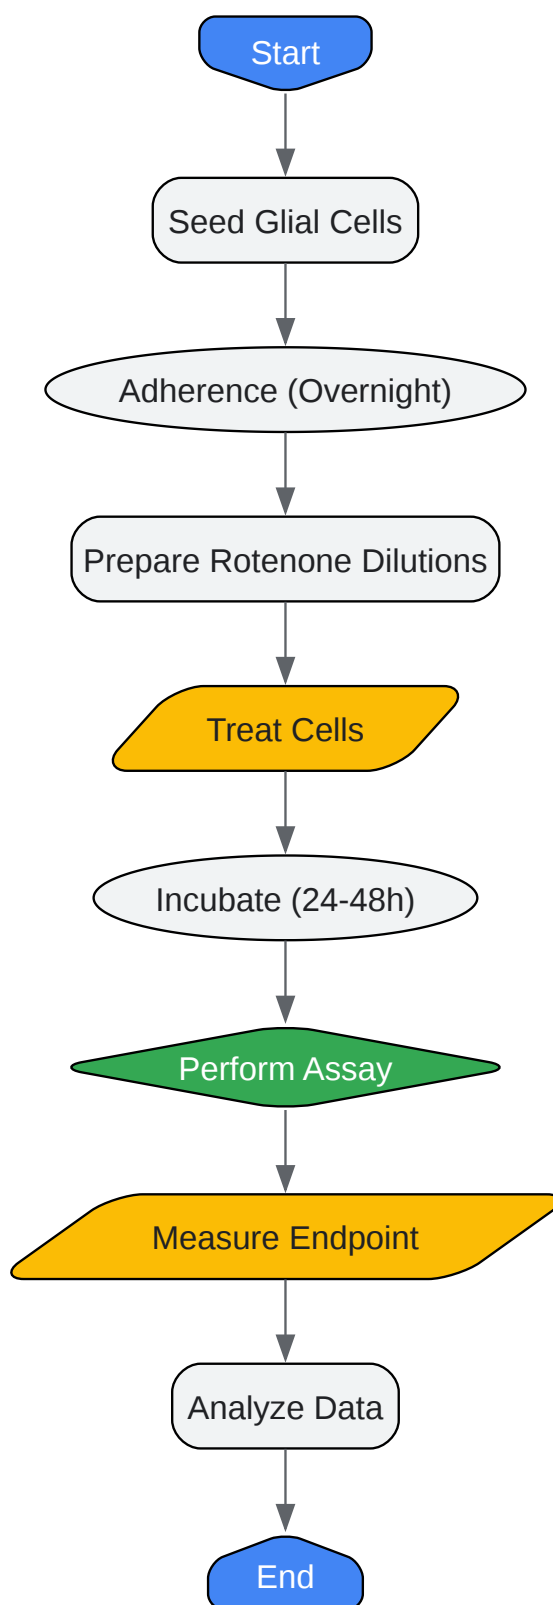 Start
Seed Glial Cells
Adherence (Overnight)
Prepare Rotenone Dilutions
Treat Cells
Incubate (24-48h)
Perform Assay
Measure Endpoint
Analyze Data
End